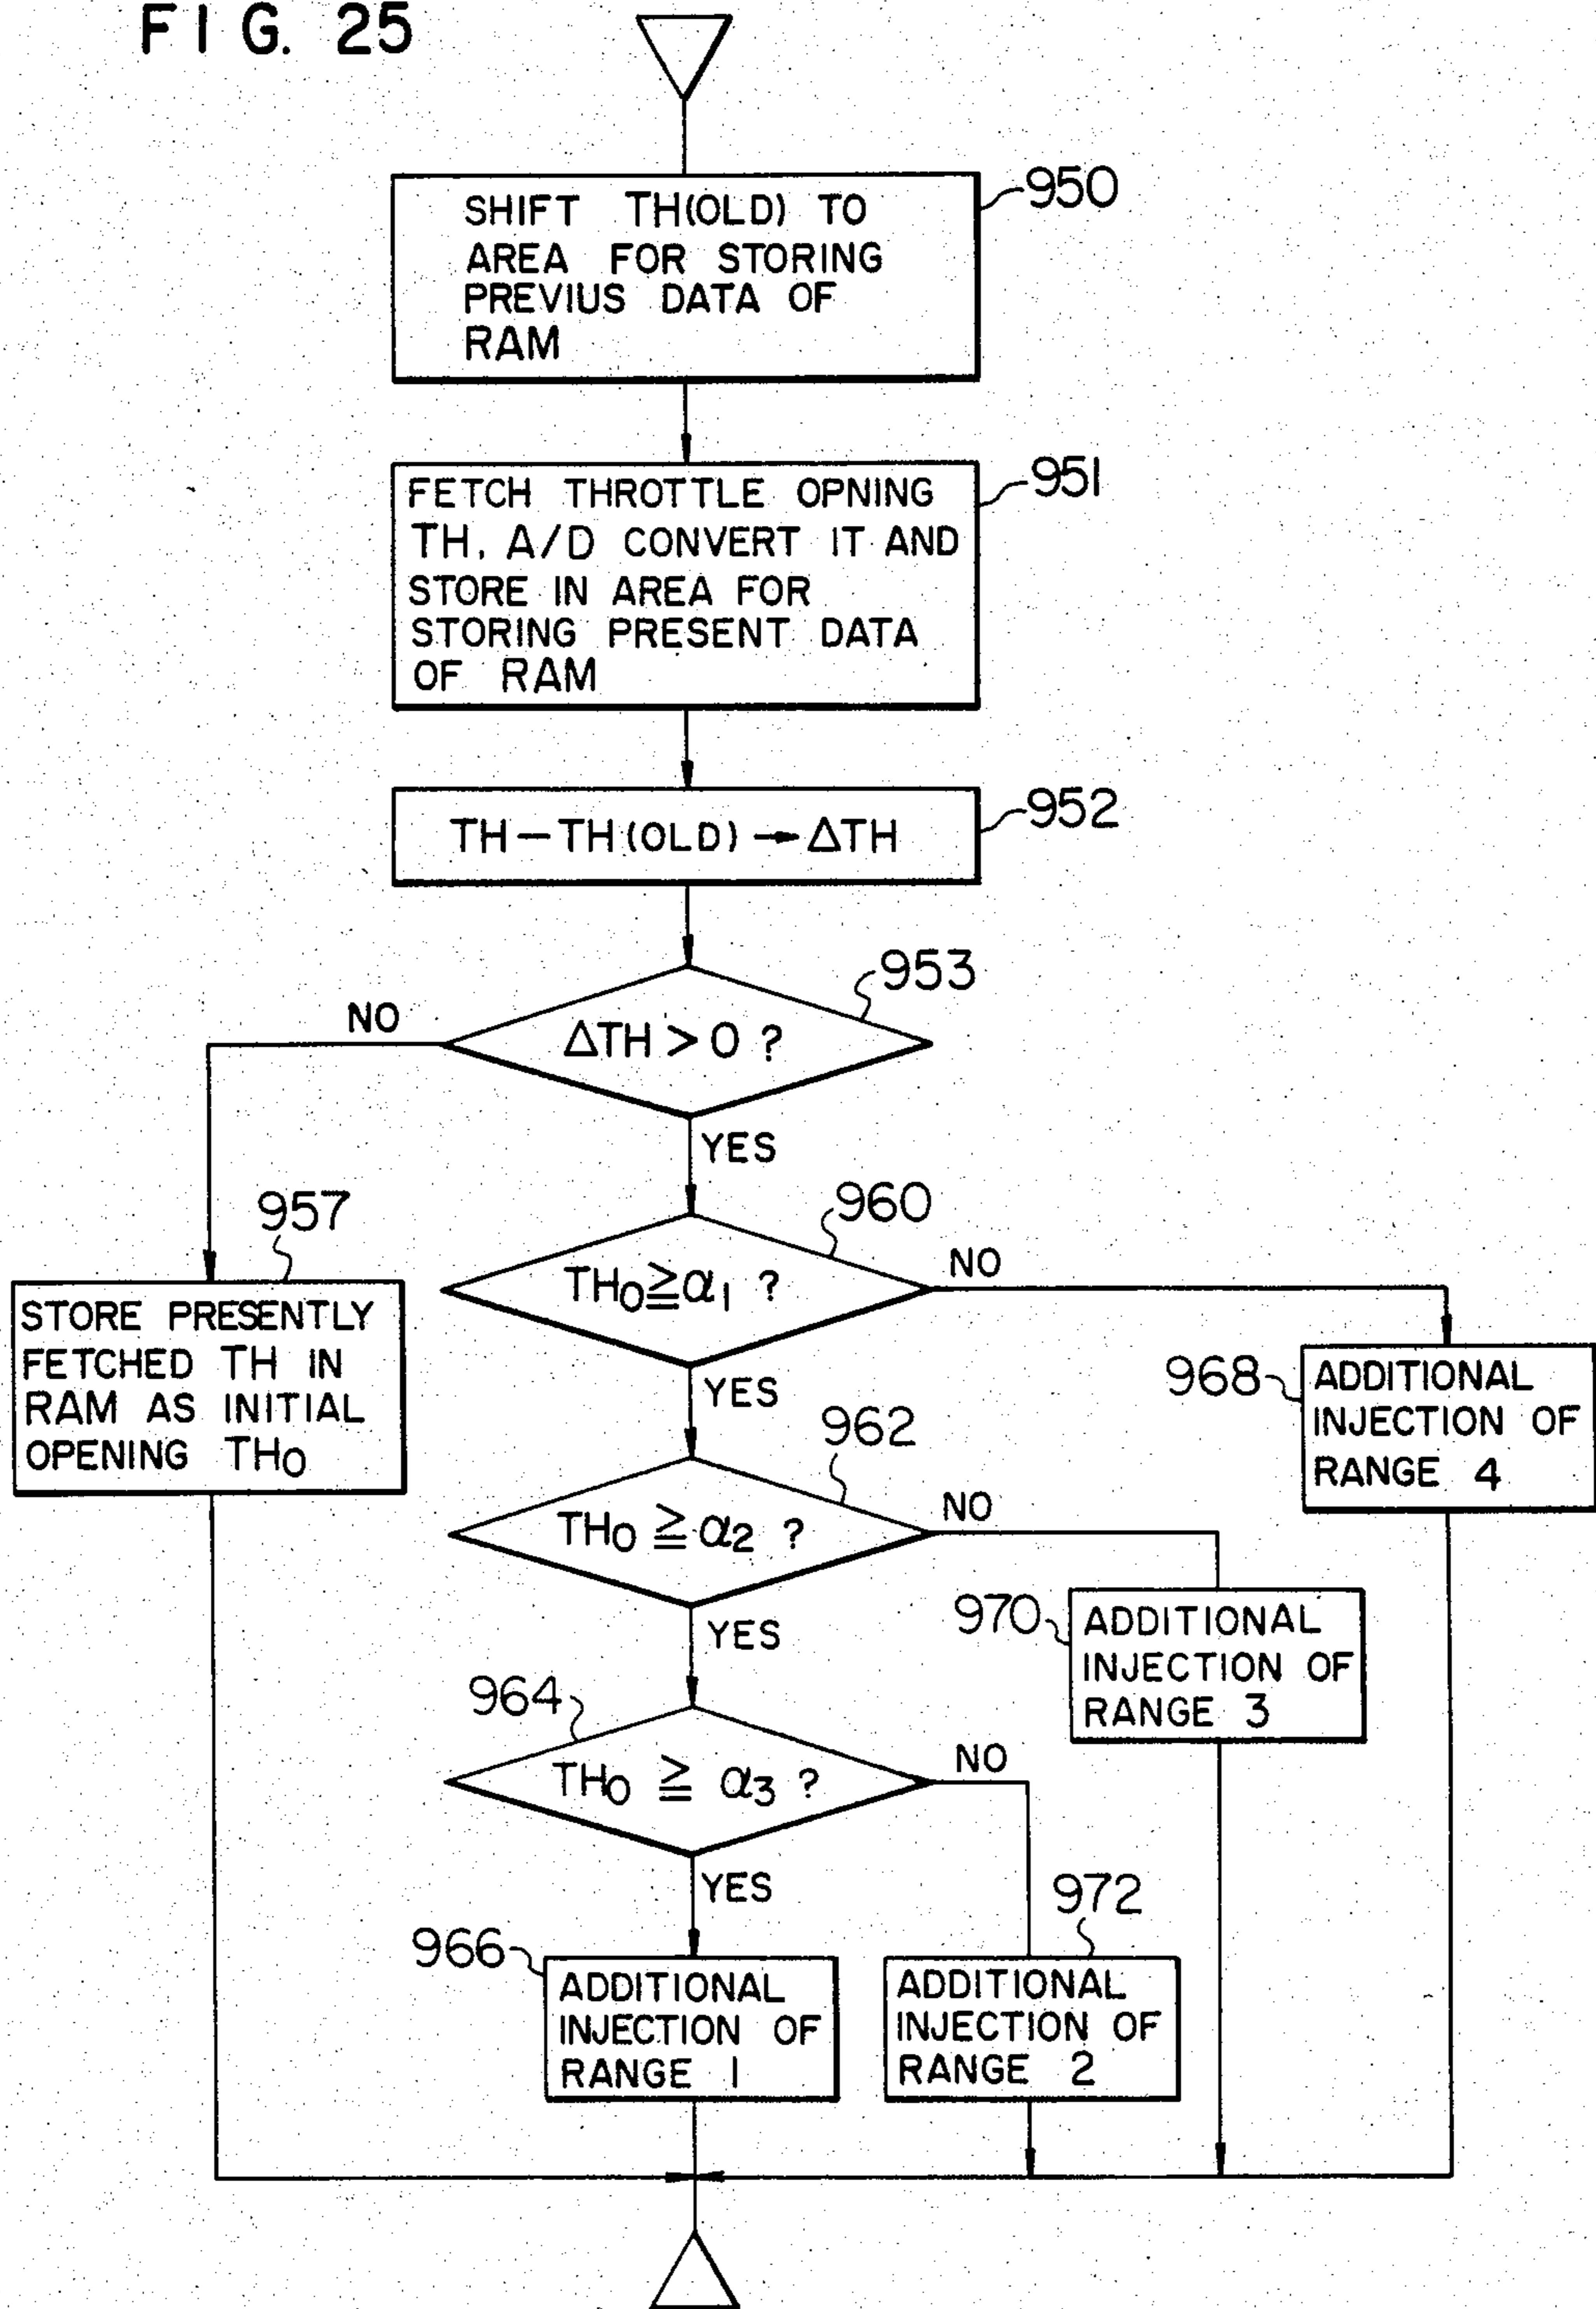 FIG. 25
SHIFT TH(OLD) TO
AREA FOR STORING
PREVIUS DATA OF
RAM
950
FETCH THROTTLE OPNING
TH, A/D CONVERT IT AND
STORE IN AREA FOR
STORING PRESENT DATA
OF RAM
951
TH–TH(OLD)→ΔTH
952
953
NO
ΔTH > 0 ?
YES
957
STORE PRESENTLY
FETCHED TH IN
RAM AS INITIAL
OPENING TH₀
960
TH₀≧α₁ ?
NO
YES
968
ADDITIONAL
INJECTION OF
RANGE 4
962
TH₀ ≧ α₂ ?
NO
YES
970
ADDITIONAL
INJECTION OF
RANGE 3
964
TH₀ ≧ α₃ ?
NO
YES
966
ADDITIONAL
INJECTION OF
RANGE 1
972
ADDITIONAL
INJECTION OF
RANGE 2